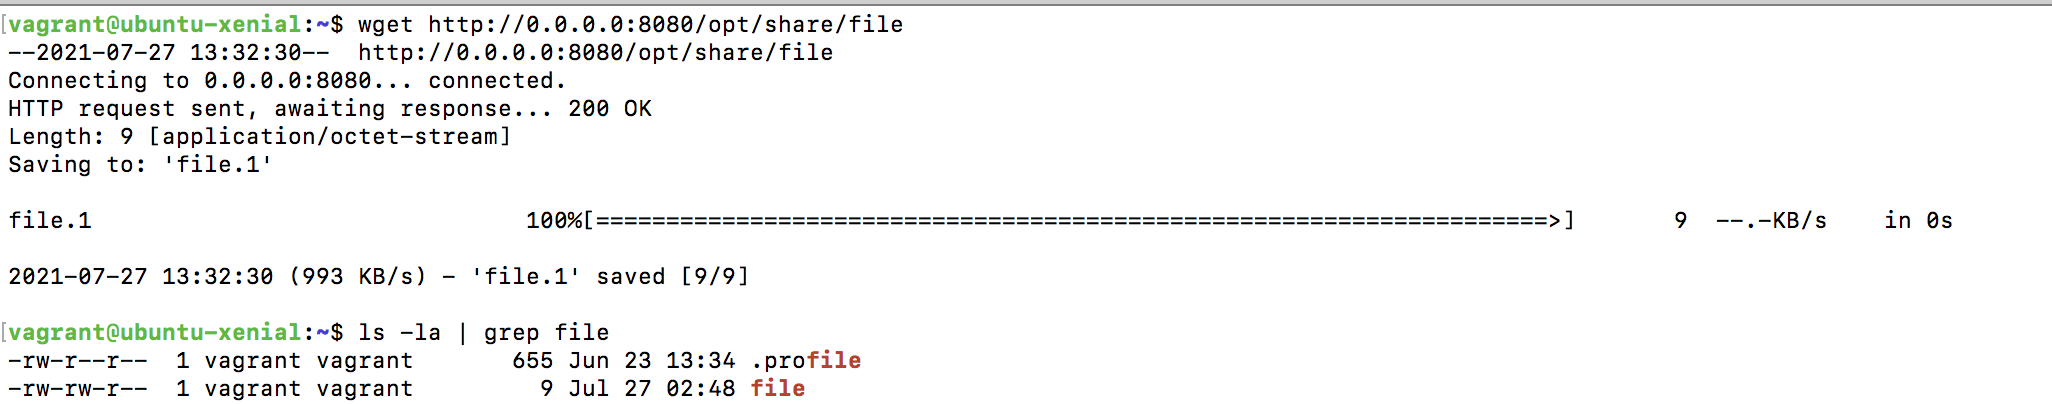 [vagrant@ubuntu-xenial:~$ wget http://0.0.0.0:8080/opt/share/file
--2021-07-27 13:32:30--  http://0.0.0.0:8080/opt/share/file
Connecting to 0.0.0.0:8080... connected.
HTTP request sent, awaiting response... 200 OK
Length: 9 [application/octet-stream]
Saving to: 'file.1'
file.1 100%[====================================================================>] 9 --.-KB/s in 0s
2021-07-27 13:32:30 (993 KB/s) - 'file.1' saved [9/9]
[vagrant@ubuntu-xenial:~$ ls -la | grep file
-rw-r--r--  1 vagrant vagrant       655 Jun 23 13:34 .profile
-rw-rw-r--  1 vagrant vagrant         9 Jul 27 02:48 file